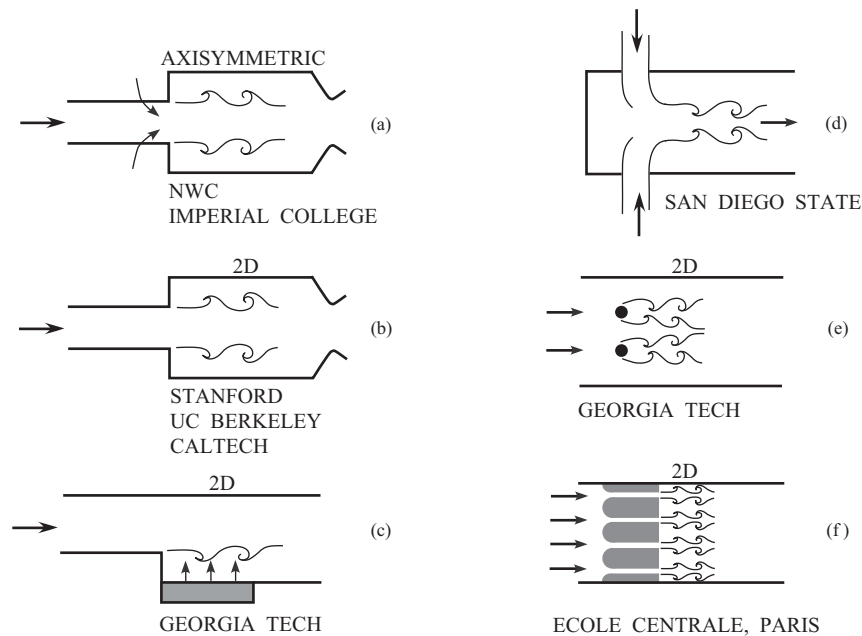 AXISYMMETRIC
(a)
NWC
IMPERIAL COLLEGE
2D
(b)
STANFORD
UC BERKELEY
CALTECH
2D
(c)
GEORGIA TECH
(d)
SAN DIEGO STATE
2D
(e)
GEORGIA TECH
2D
(f)
ECOLE CENTRALE, PARIS